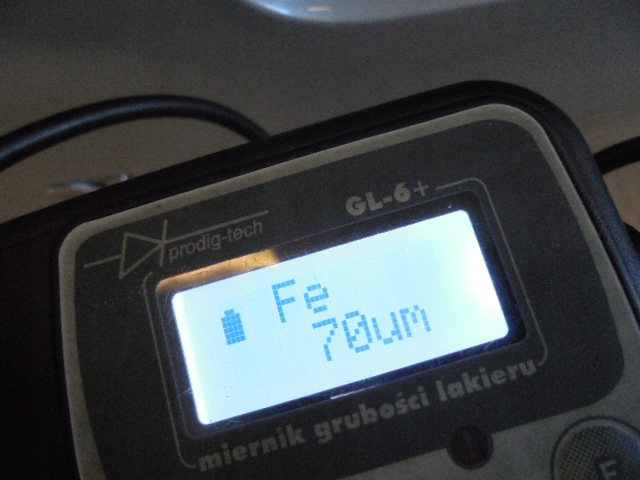 GL-6+
prodig-tech
Fe
70um
miernik grubości lakieru
F